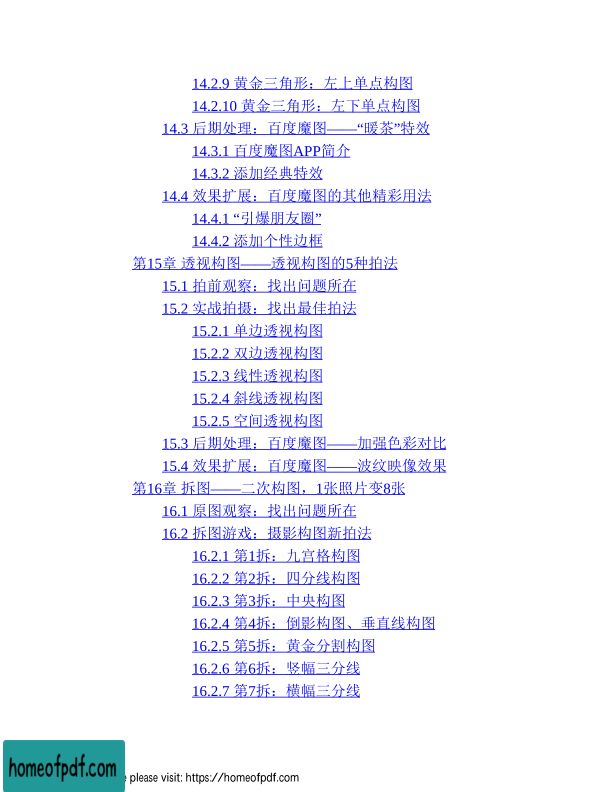 14.2.9 黄金三角形：左上单点构图
14.2.10 黄金三角形：左下单点构图
14.3 后期处理：百度魔图——“暖茶”特效
14.3.1 百度魔图APP简介
14.3.2 添加经典特效
14.4 效果扩展：百度魔图的其他精彩用法
14.4.1 “引爆朋友圈”
14.4.2 添加个性边框
第15章 透视构图——透视构图的5种拍法
15.1 拍前观察：找出问题所在
15.2 实战拍摄：找出最佳拍法
15.2.1 单边透视构图
15.2.2 双边透视构图
15.2.3 线性透视构图
15.2.4 斜线透视构图
15.2.5 空间透视构图
15.3 后期处理：百度魔图——加强色彩对比
15.4 效果扩展：百度魔图——波纹映像效果
第16章 拆图——二次构图，1张照片变8张
16.1 原图观察：找出问题所在
16.2 拆图游戏：摄影构图新拍法
16.2.1 第1拆：九宫格构图
16.2.2 第2拆：四分线构图
16.2.3 第3拆：中央构图
16.2.4 第4拆：倒影构图、垂直线构图
16.2.5 第5拆：黄金分割构图
16.2.6 第6拆：竖幅三分线
16.2.7 第7拆：横幅三分线
homeofpdf.com
please visit: https://homeofpdf.com